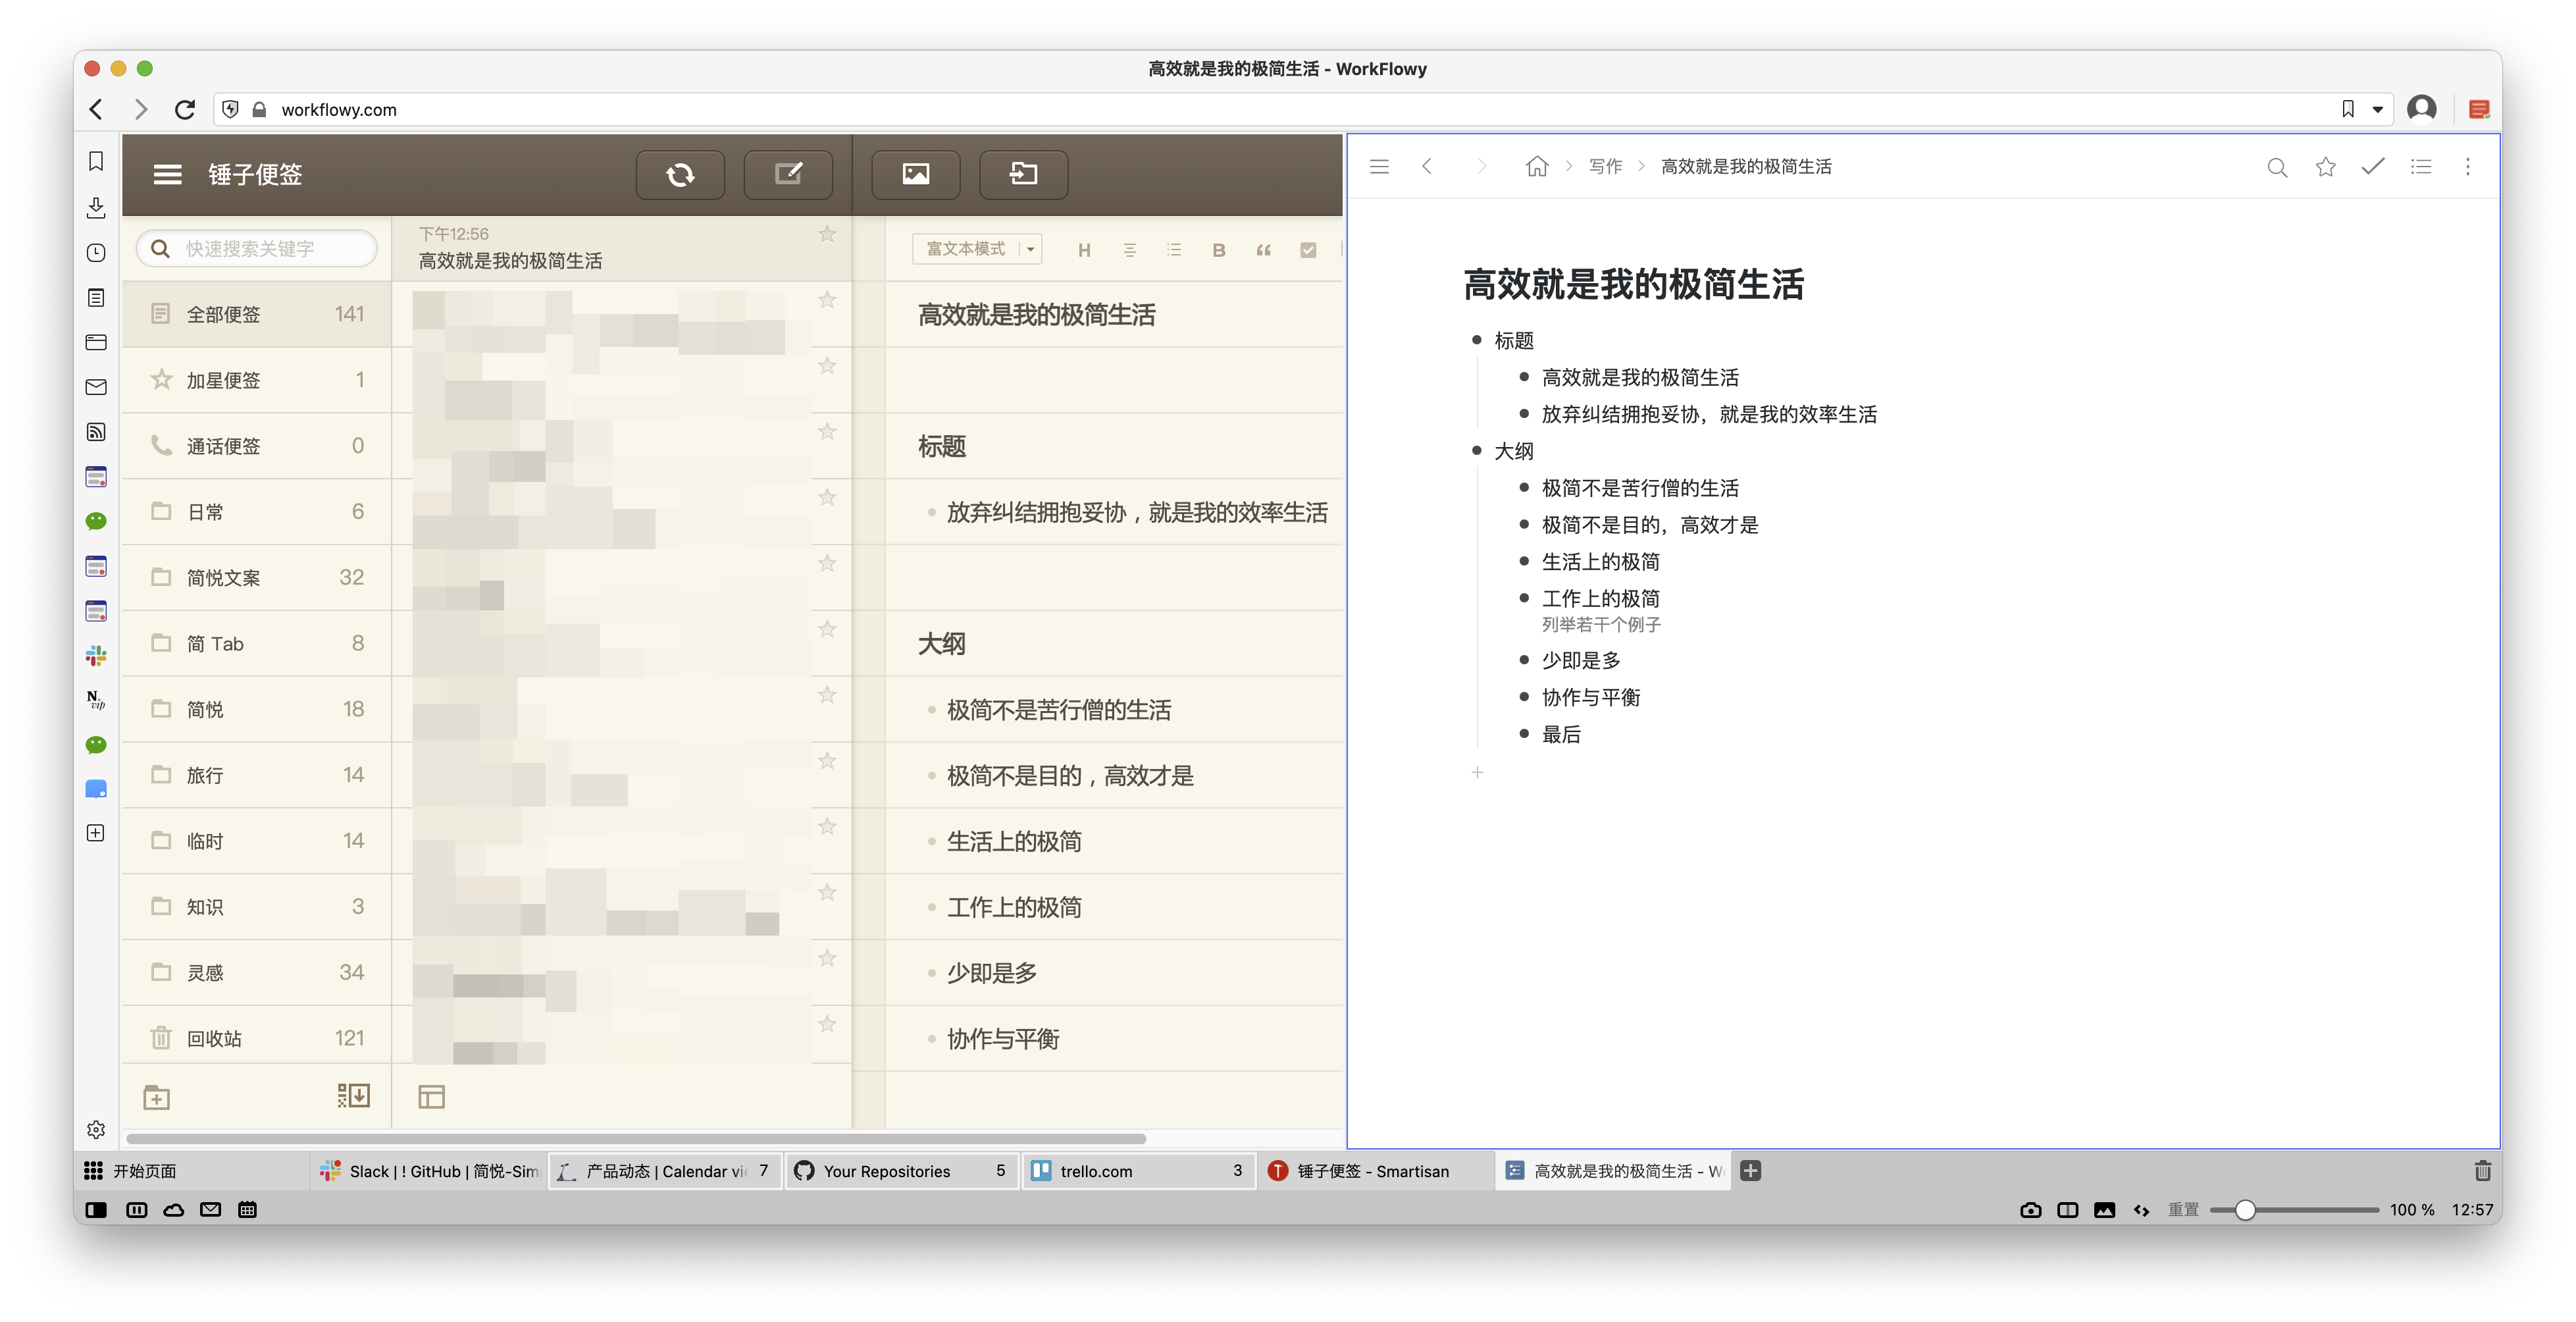 高效就是我的极简生活 - WorkFlowy
workflowy.com
锤子便签
快速搜索关键字
全部便签 141
加星便签 1
通话便签 0
日常 6
简悦文案 32
简 Tab 8
简悦 18
旅行 14
临时 14
知识 3
灵感 34
回收站 121
下午12:56
高效就是我的极简生活
富文本模式
H
B
高效就是我的极简生活
标题
放弃纠结拥抱妥协，就是我的效率生活
大纲
极简不是苦行僧的生活
极简不是目的，高效才是
生活上的极简
工作上的极简
少即是多
协作与平衡
写作
高效就是我的极简生活
高效就是我的极简生活
标题
高效就是我的极简生活
放弃纠结拥抱妥协，就是我的效率生活
大纲
极简不是苦行僧的生活
极简不是目的，高效才是
生活上的极简
工作上的极简
列举若干个例子
少即是多
协作与平衡
最后
N.
vip
开始页面
Slack | ! GitHub | 简悦-Sim
产品动态 | Calendar vi 7
Your Repositories 5
trello.com 3
锤子便签 - Smartisan
高效就是我的极简生活 - W
重置
100 %
12:57